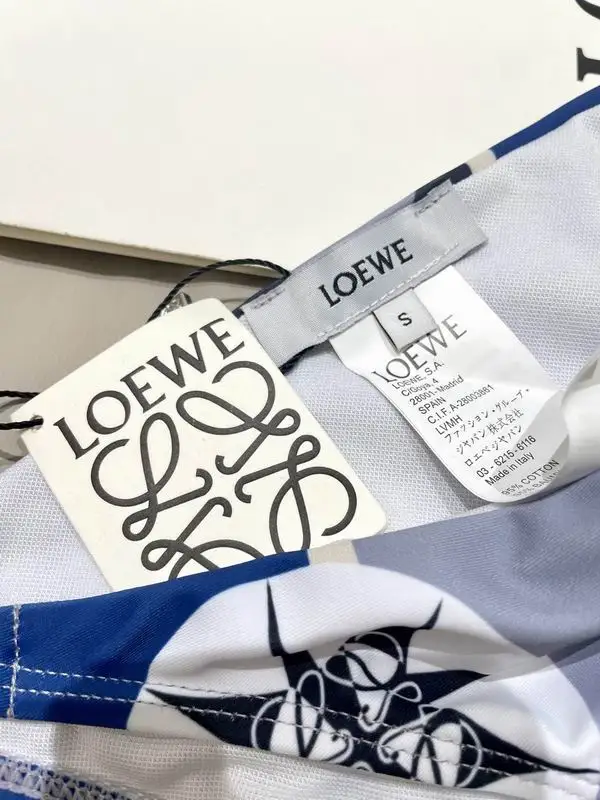 LOEWE
S
LOEWE
LOEWE
LOEWE, S.A.
C/Goya, 4
28001-Madrid
SPAIN
C.I.F.A-28003861
LVMH
ファッション・グループ・
ジャパン株式会社
ロエベジャパン
03-6215-6116
Made in Italy
95% COTTON